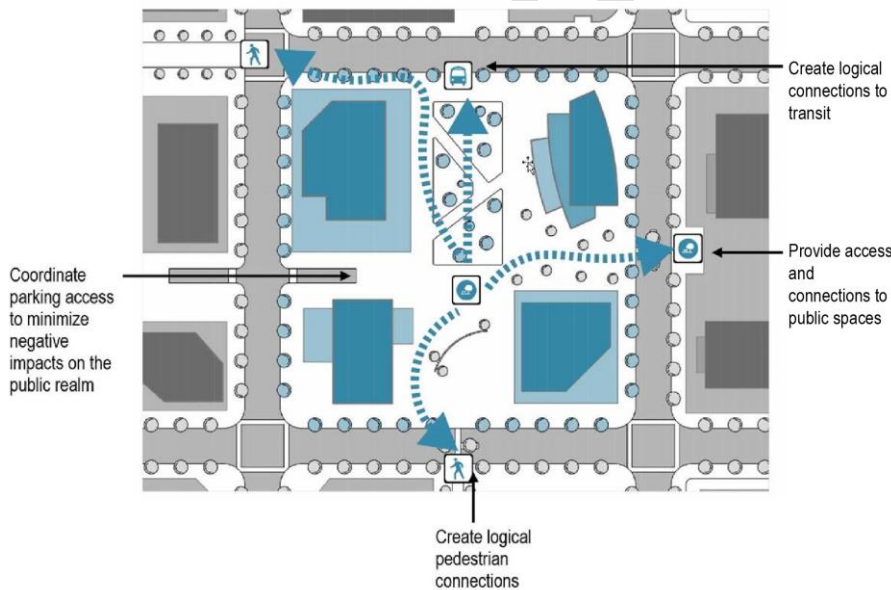 Create logical
connections to
transit
Provide access
and
connections to
public spaces
Coordinate
parking access
to minimize
negative
impacts on the
public realm
Create logical
pedestrian
connections